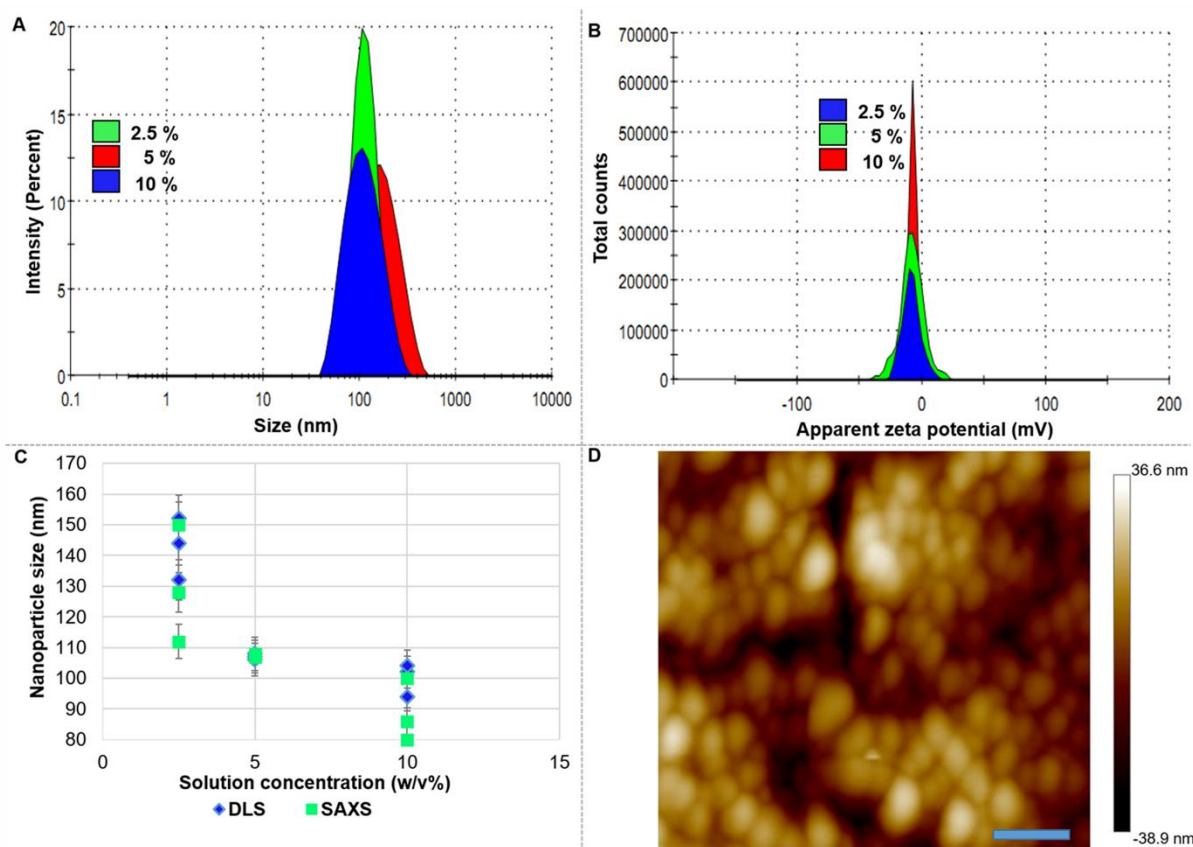 A
20
15
10
5
0
Intensity (Percent)
2.5 %
5 %
10 %
0.1 1 10 100 1000 10000
Size (nm)
B
700000
600000
500000
400000
300000
200000
100000
0
Total counts
2.5 %
5 %
10 %
-100 0 100 200
Apparent zeta potential (mV)
C
170
160
150
140
130
120
110
100
90
80
Nanoparticle size (nm)
0 5 10 15
Solution concentration (w/v%)
DLS SAXS
D
36.6 nm
-38.9 nm